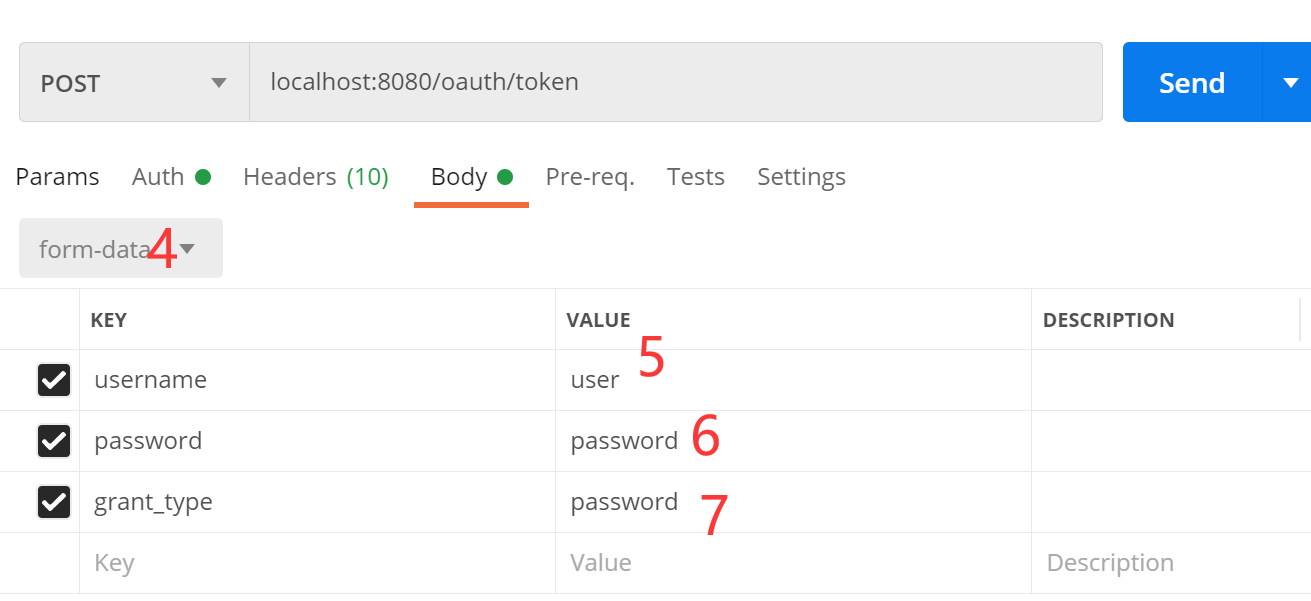 POST localhost:8080/oauth/token Send
Params Auth Headers (10) Body Pre-req. Tests Settings
form-data 4
KEY VALUE DESCRIPTION
username user 5
password password 6
grant_type password 7
Key Value Description